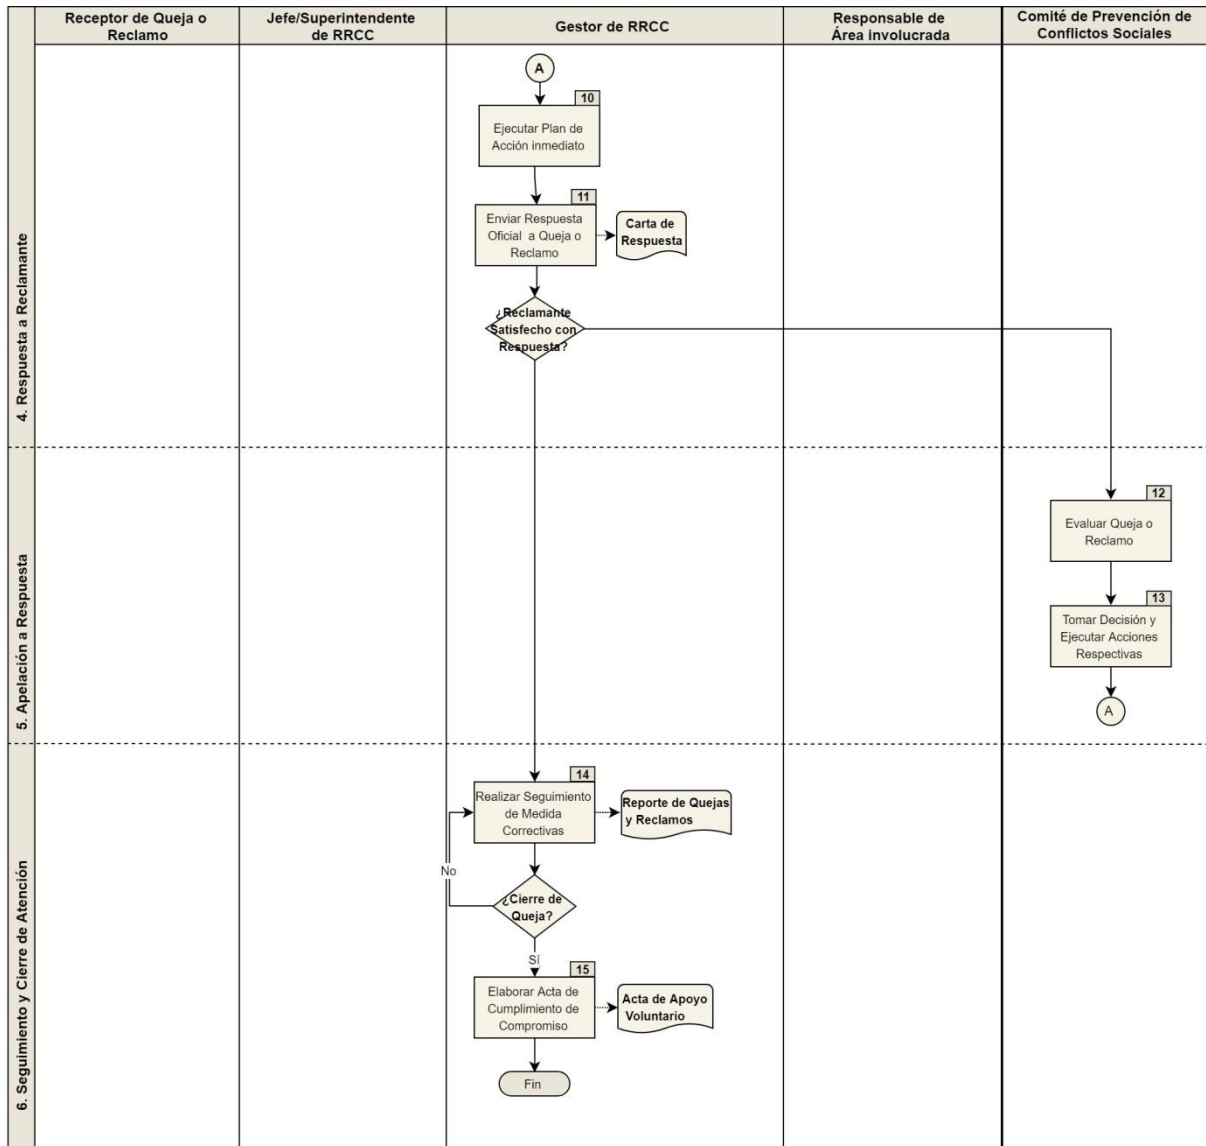 Receptor de Queja o
Reclamo
Jefe/Superintendente
de RRCC
Gestor de RRCC
Responsable de
Área involucrada
Comité de Prevención de
Conflictos Sociales
4. Respuesta a Reclamante
A
10
Ejecutar Plan de
Acción inmediato
11
Enviar Respuesta
Oficial a Queja o
Reclamo
Carta de
Respuesta
¿Reclamante
Satisfecho con
Respuesta?
5. Apelación a Respuesta
12
Evaluar Queja o
Reclamo
13
Tomar Decisión y
Ejecutar Acciones
Respectivas
A
6. Seguimiento y Cierre de Atención
14
Realizar Seguimiento
de Medida
Correctivas
Reporte de Quejas
y Reclamos
No
¿Cierre de
Queja?
Sí
15
Elaborar Acta de
Cumplimiento de
Compromiso
Acta de Apoyo
Voluntario
Fin